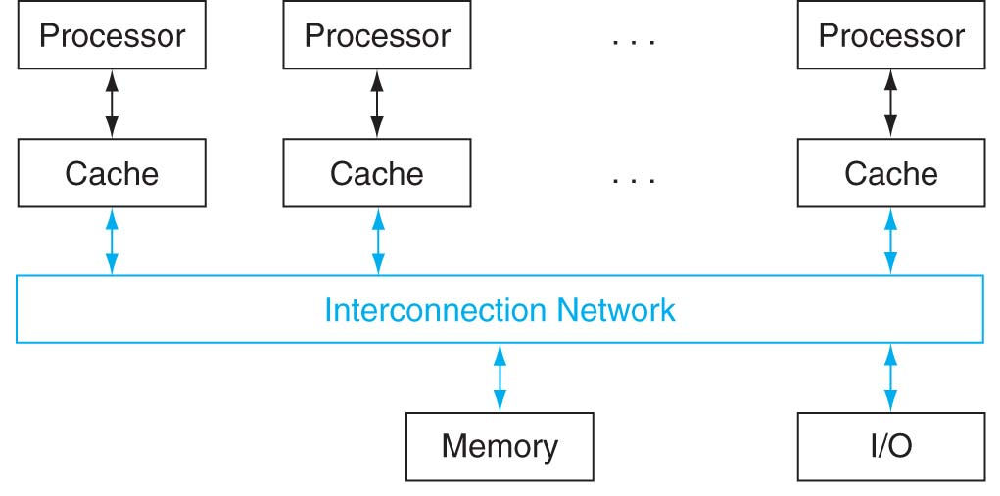 Processor Processor . . . Processor
Cache Cache . . . Cache
Interconnection Network
Memory I/O